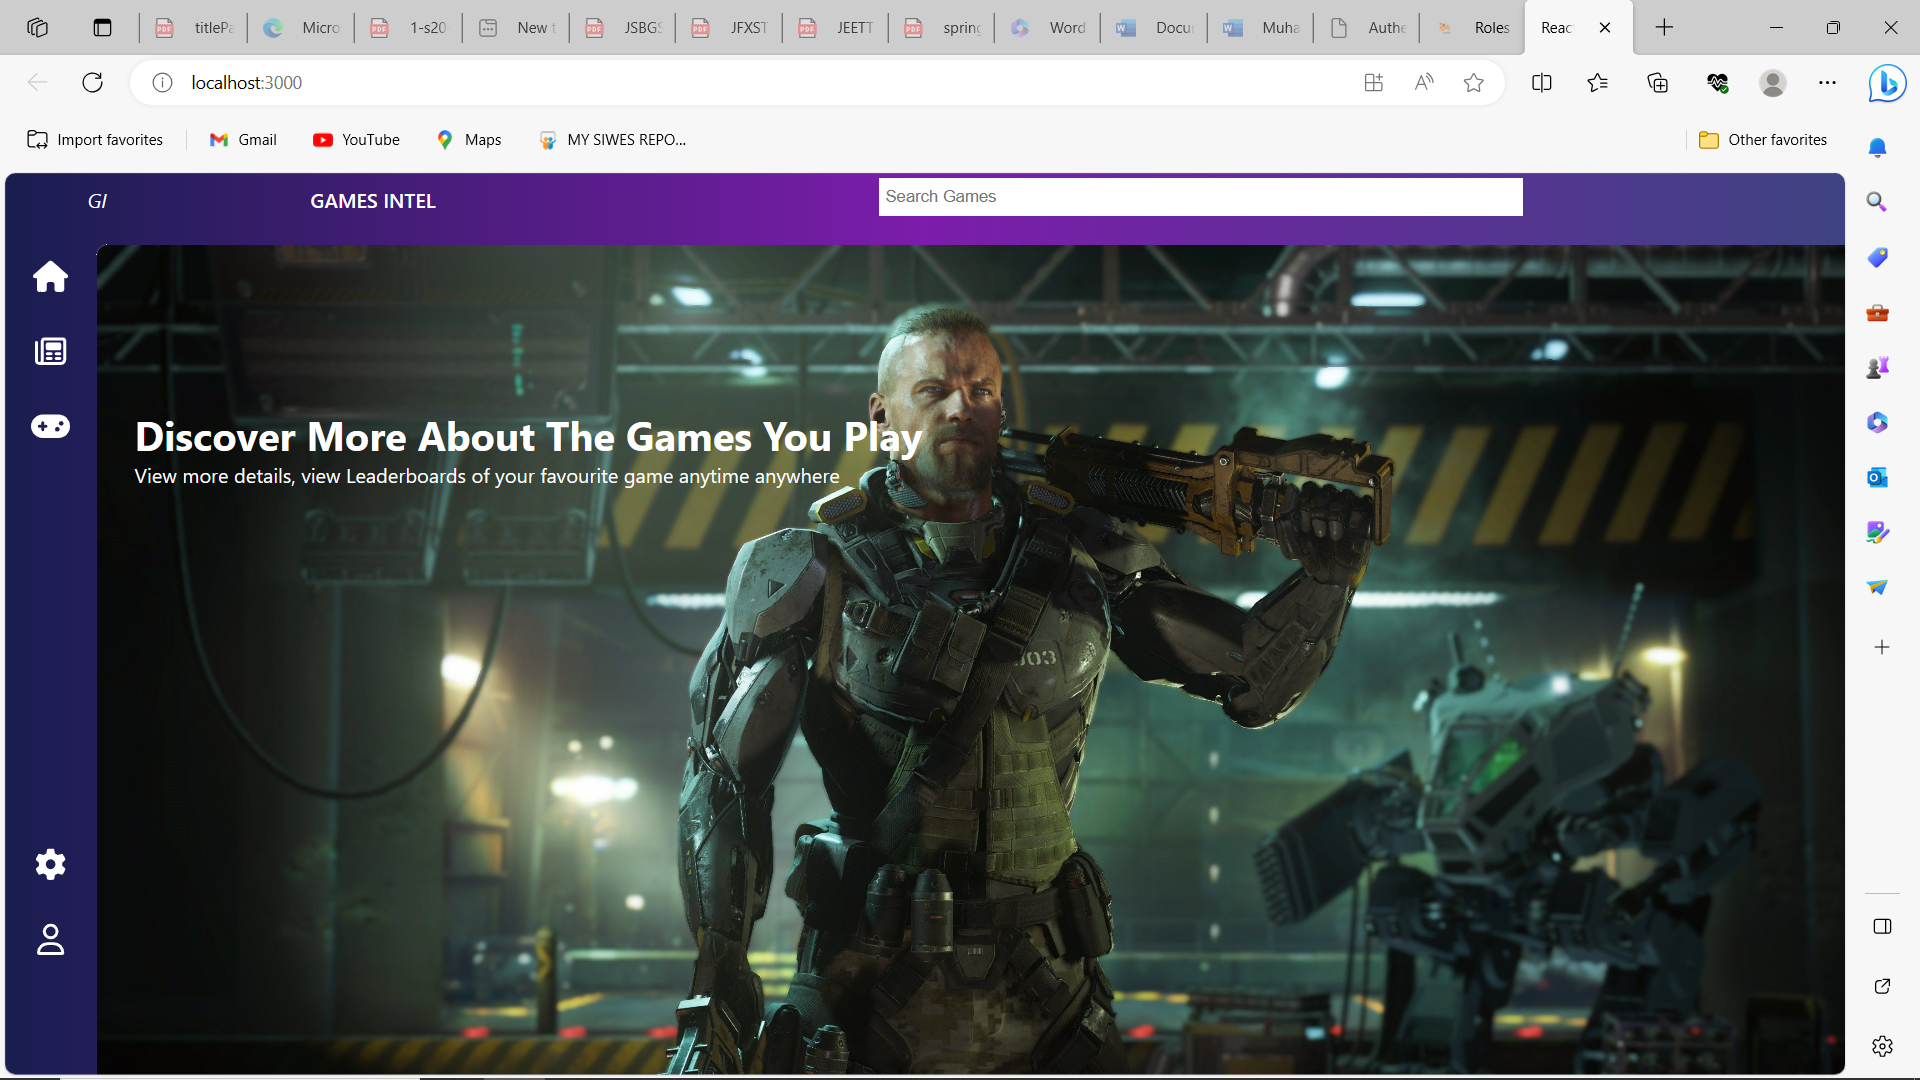 titlePa
Micro
1-s20
New t
JSBGS
JFXST
JEETT
spring
Word
Docu
Muha
Authe
Roles
Reac
localhost:3000
Import favorites
Gmail
YouTube
Maps
MY SIWES REPO...
Other favorites
GI
GAMES INTEL
Search Games
Discover More About The Games You Play
View more details, view Leaderboards of your favourite game anytime anywhere